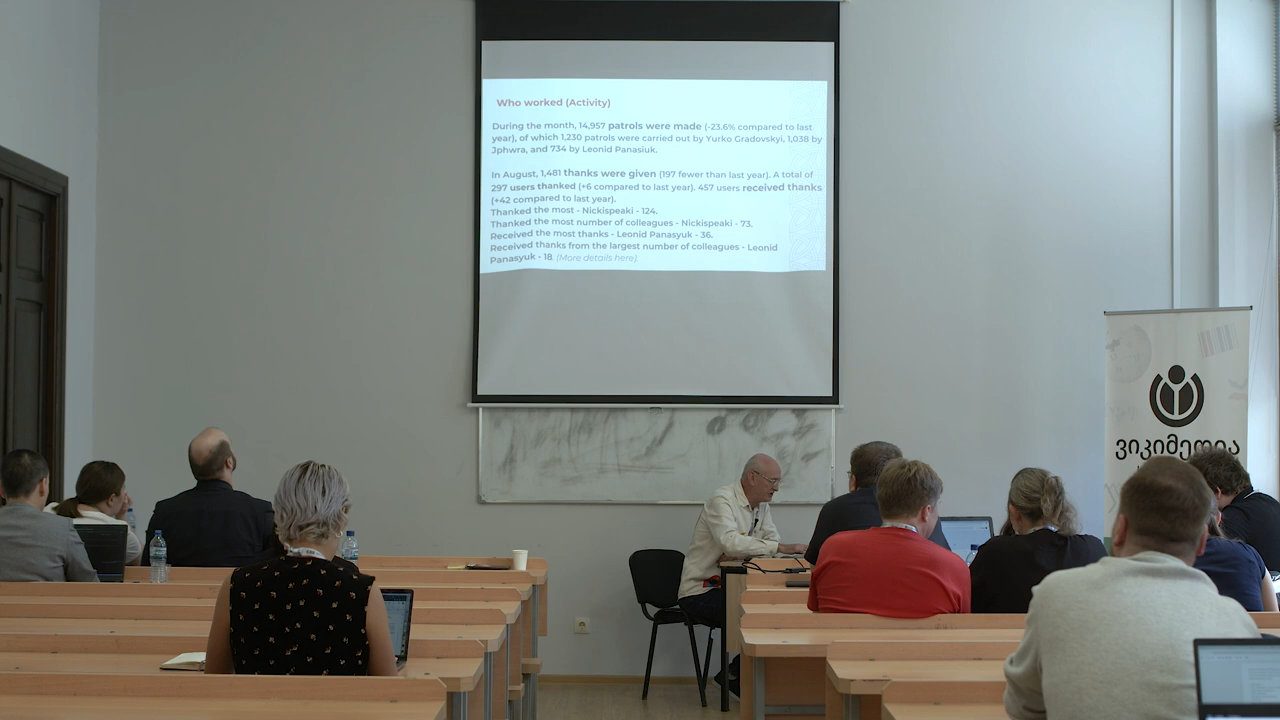 Who worked (Activity)
During the month, 14,957 patrols were made (-23.6% compared to last
year), of which 1,230 patrols were carried out by Yurko Gradovskyi, 1,038 by
Jphwra, and 734 by Leonid Panasiuk.
In August, 1,481 thanks were given (197 fewer than last year). A total of
297 users thanked (+6 compared to last year). 457 users received thanks
(+42 compared to last year).
Thanked the most - Nickispeaki - 124.
Thanked the most number of colleagues - Nickispeaki - 73.
Received the most thanks - Leonid Panasyuk - 36.
Received thanks from the largest number of colleagues - Leonid
Panasyuk - 18. (More details here)
ვიკიმედია